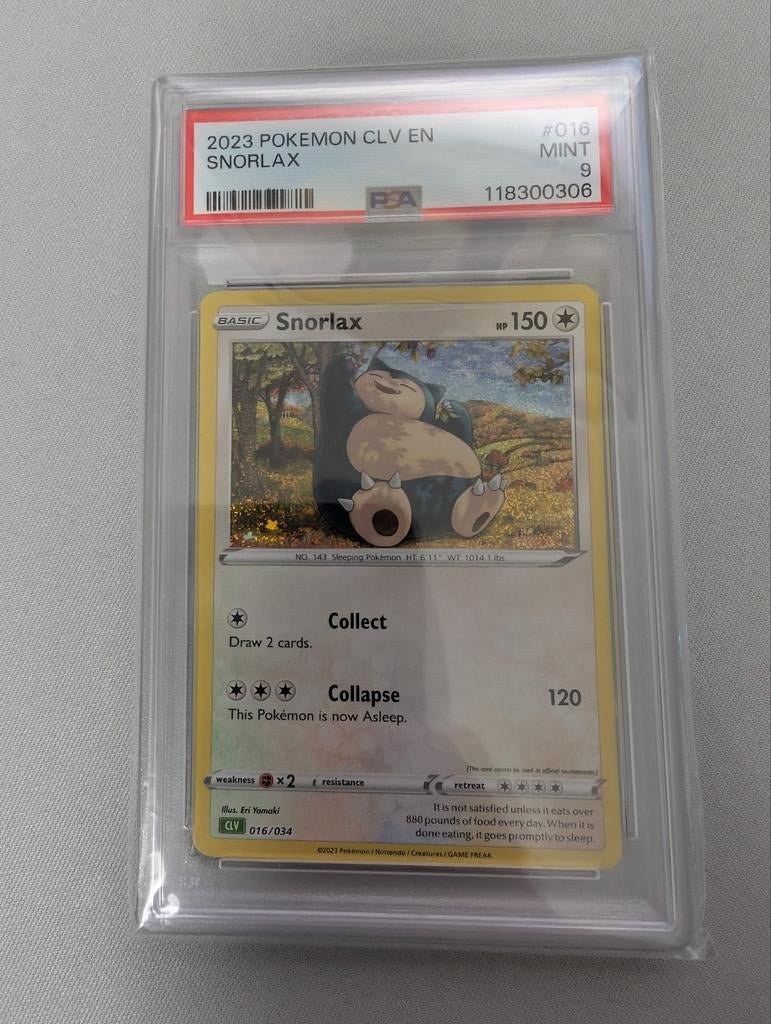 2023 POKEMON CLV EN #016
SNORLAX MINT
9
PSA 118300306
BASIC Snorlax HP 150
NO. 143 Sleeping Pokémon HT: 6'11" WT: 1014.1 lbs.
Collect
Draw 2 cards.
Collapse 120
This Pokémon is now Asleep.
(This card cannot be used at official tournaments.)
weakness ×2 resistance retreat
Illus. Eri Yamaki
CLV 016/034
It is not satisfied unless it eats over
880 pounds of food every day. When it is
done eating, it goes promptly to sleep.
©2023 Pokémon / Nintendo / Creatures / GAME FREAK